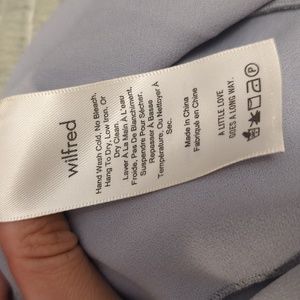 wilfred
Hand Wash Cold, No Bleach,
Hang To Dry, Low Iron, Or
Dry Clean.
Laver À La Main À L'eau
Froide, Pas De Blanchiment,
Suspendre Pour Sécher,
Repasser À Basse
Température, Ou Nettoyer À
Sec.
Made in China
Fabriqué en Chine
A LITTLE LOVE
GOES A LONG WAY.